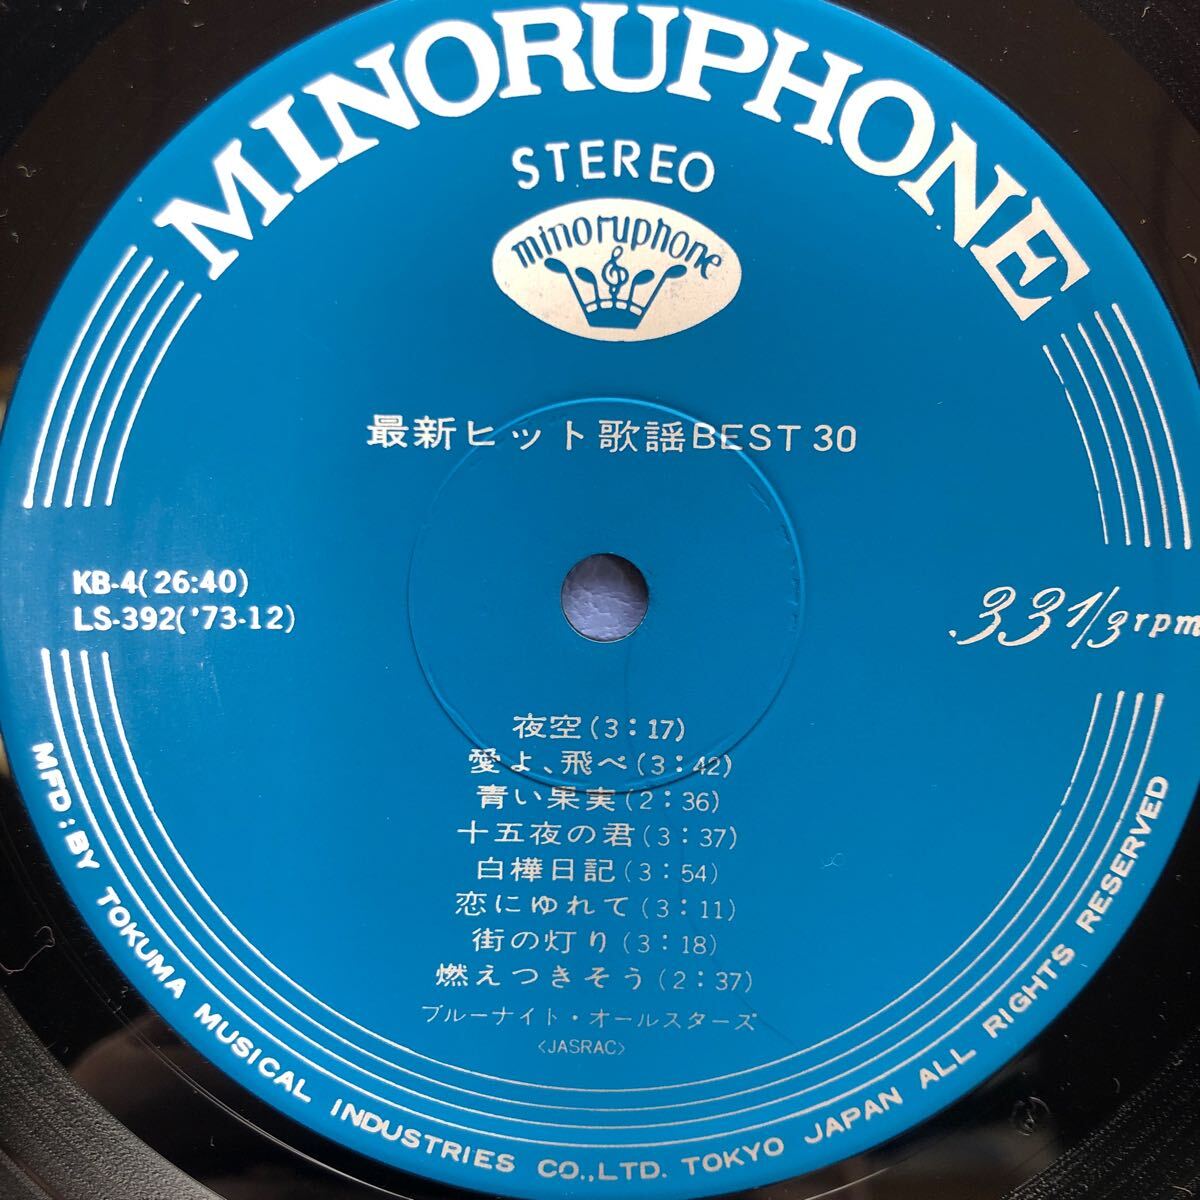 MINORUPHONE
STEREO
minoruphone
最新ヒット歌謡BEST 30
KB-4(26:40)
LS-392('73-12)
33 1/3 rpm
夜空(3:17)
愛よ、飛べ(3:42)
青い果実(2:36)
十五夜の君(3:37)
白樺日記(3:54)
恋にゆれて(3:11)
街の灯り(3:18)
燃えつきそう(2:37)
ブルーナイト・オールスターズ
<JASRAC>
MFD:BY TOKUMA MUSICAL INDUSTRIES CO.,LTD. TOKYO JAPAN ALL RIGHTS RESERVED